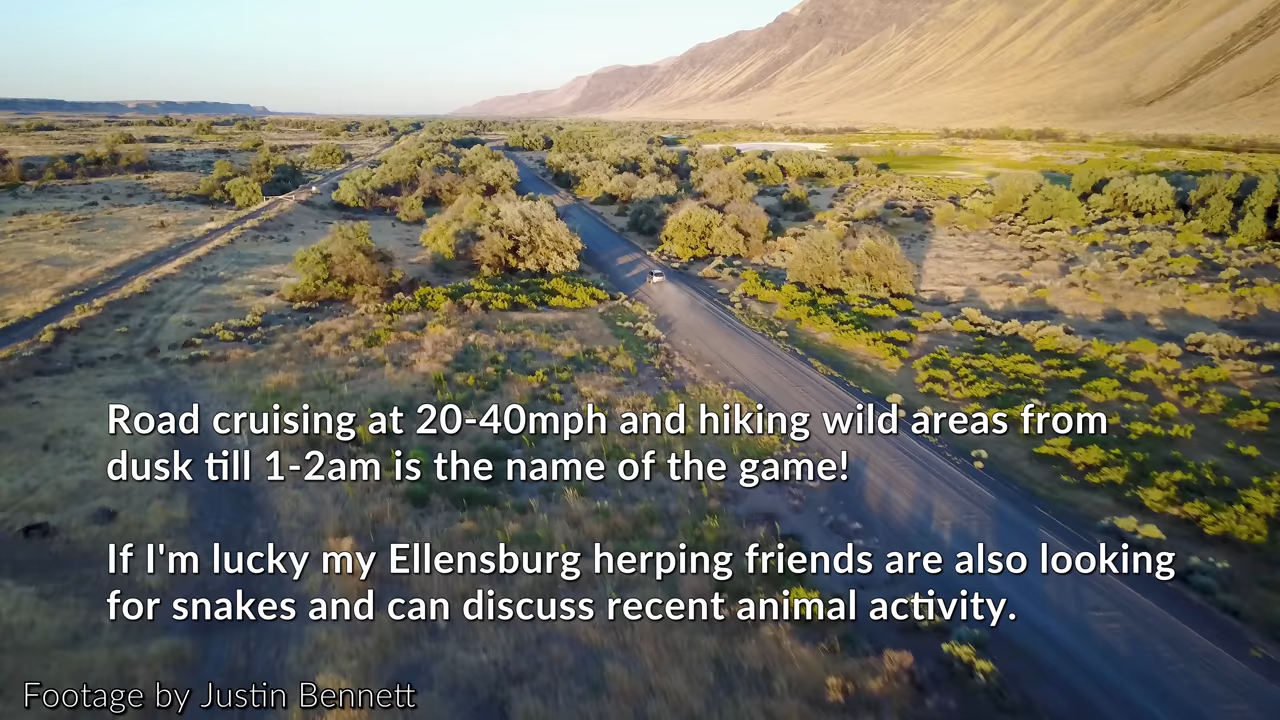 Road cruising at 20-40mph and hiking wild areas from
dusk till 1-2am is the name of the game!
If I'm lucky my Ellensburg herping friends are also looking
for snakes and can discuss recent animal activity.
Footage by Justin Bennett